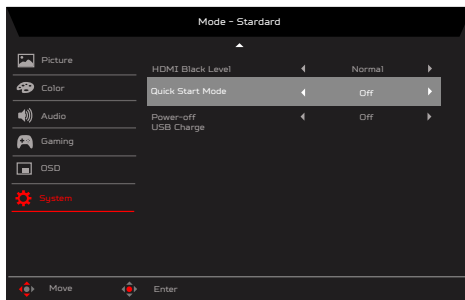 Mode - Stardard
Picture
Color
Audio
Gaming
OSD
System
HDMI Black Level Normal
Quick Start Mode Off
Power-off Off
USB Charge
Move Enter